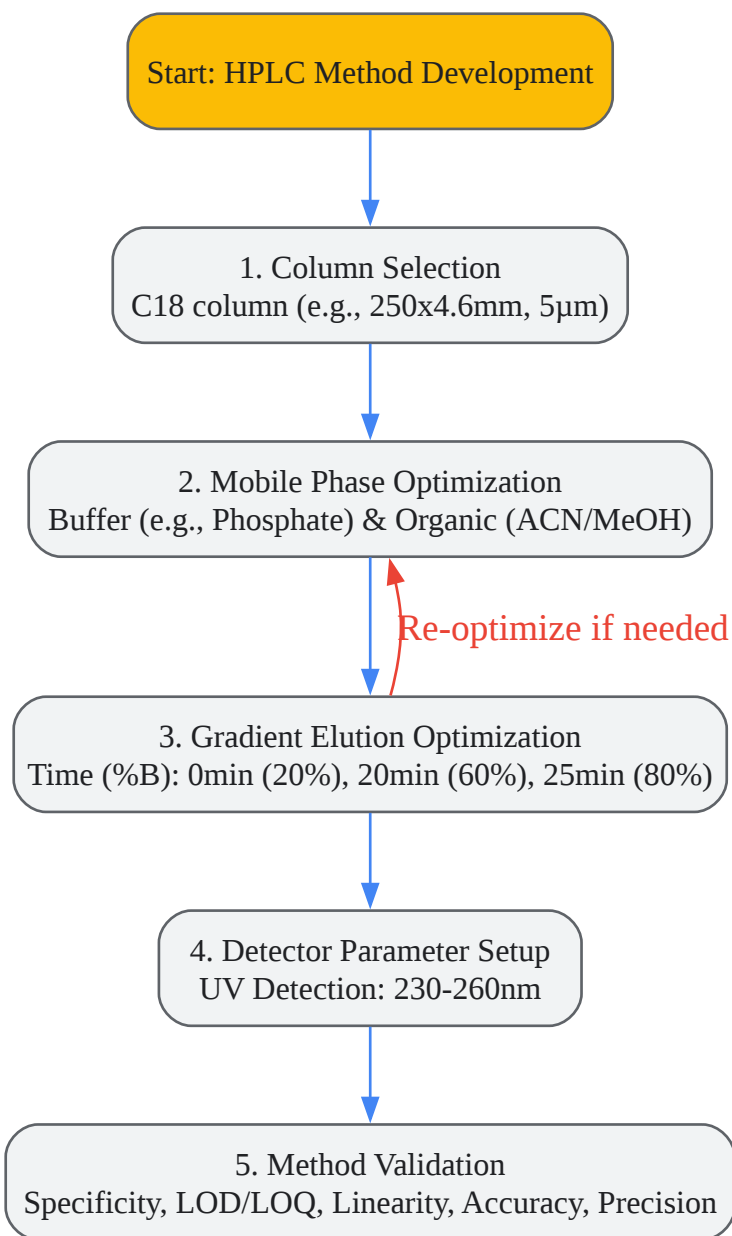 Start: HPLC Method Development
1. Column Selection
C18 column (e.g., 250x4.6mm, 5µm)
2. Mobile Phase Optimization
Buffer (e.g., Phosphate) & Organic (ACN/MeOH)
Re-optimize if needed
3. Gradient Elution Optimization
Time (%B): 0min (20%), 20min (60%), 25min (80%)
4. Detector Parameter Setup
UV Detection: 230-260nm
5. Method Validation
Specificity, LOD/LOQ, Linearity, Accuracy, Precision